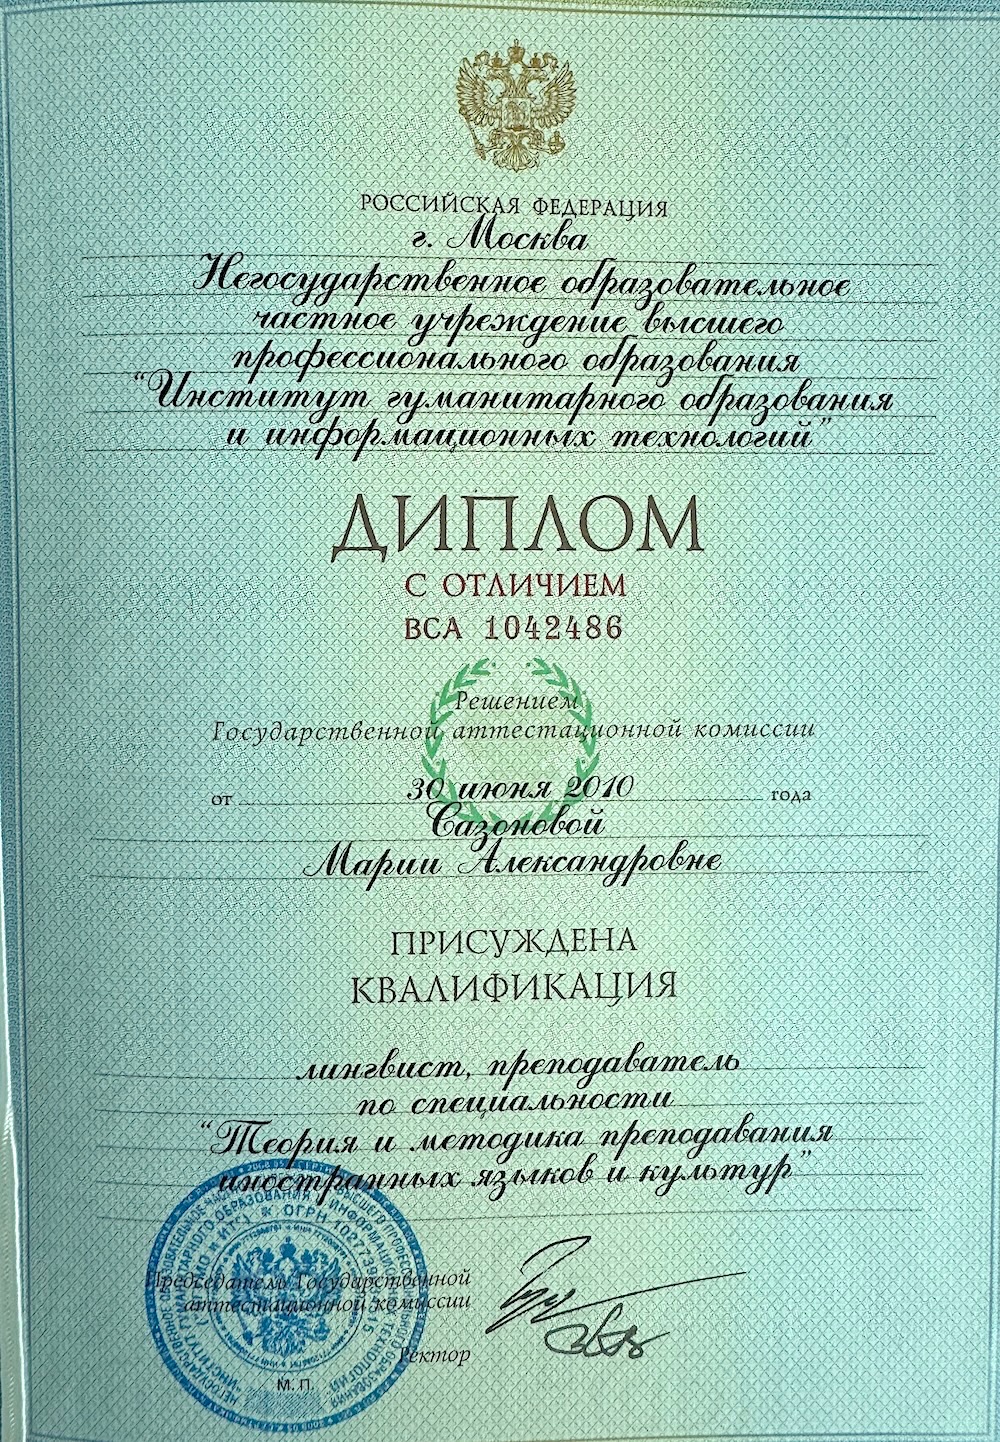 РОССИЙСКАЯ ФЕДЕРАЦИЯ
г. Москва
Негосударственное образовательное
частное учреждение высшего
профессионального образования
“Институт гуманитарного образования
и информационных технологий”
ДИПЛОМ
С ОТЛИЧИЕМ
ВСА 1042486
Решением
Государственной аттестационной комиссии
от 30 июня 2010 года
Сазоновой
Марии Александровне
ПРИСУЖДЕНА
КВАЛИФИКАЦИЯ
лингвист, преподаватель
по специальности
“Теория и методика преподавания
иностранных языков и культур”
Председатель Государственной
аттестационной комиссии
Ректор
М. П.